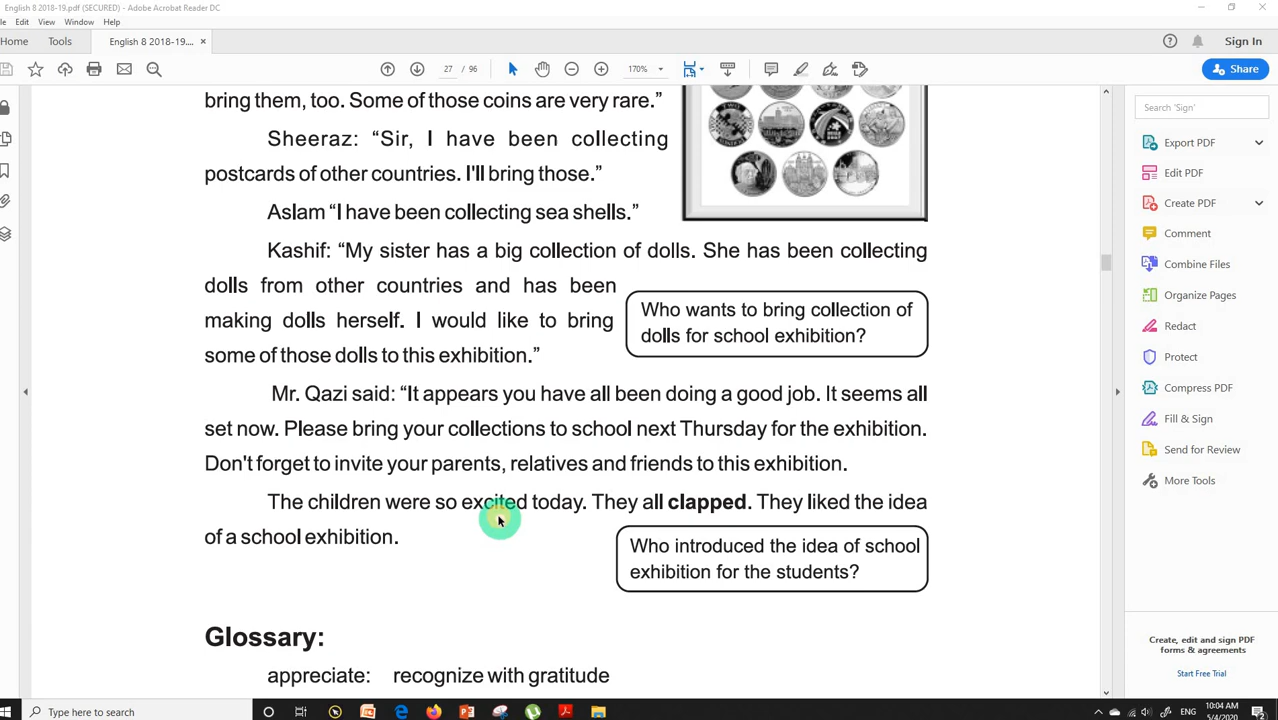 English 8 2018-19.pdf (SECURED) - Adobe Acrobat Reader DC
Edit View Window Help
Home Tools English 8 2018-19.... × Sign In
27 / 96 170% Share
bring them, too. Some of those coins are very rare.”
Sheeraz: “Sir, I have been collecting
postcards of other countries. I'll bring those.”
Aslam “I have been collecting sea shells.”
Kashif: “My sister has a big collection of dolls. She has been collecting
dolls from other countries and has been
making dolls herself. I would like to bring
some of those dolls to this exhibition.”
Who wants to bring collection of
dolls for school exhibition?
Mr. Qazi said: “It appears you have all been doing a good job. It seems all
set now. Please bring your collections to school next Thursday for the exhibition.
Don't forget to invite your parents, relatives and friends to this exhibition.
The children were so excited today. They all clapped. They liked the idea
of a school exhibition.
Who introduced the idea of school
exhibition for the students?
Glossary:
appreciate: recognize with gratitude
Search 'Sign'
Export PDF
Edit PDF
Create PDF
Comment
Combine Files
Organize Pages
Redact
Protect
Compress PDF
Fill & Sign
Send for Review
More Tools
Create, edit and sign PDF
forms & agreements
Start Free Trial
Type here to search
ENG
10:04 AM
5/4/2020